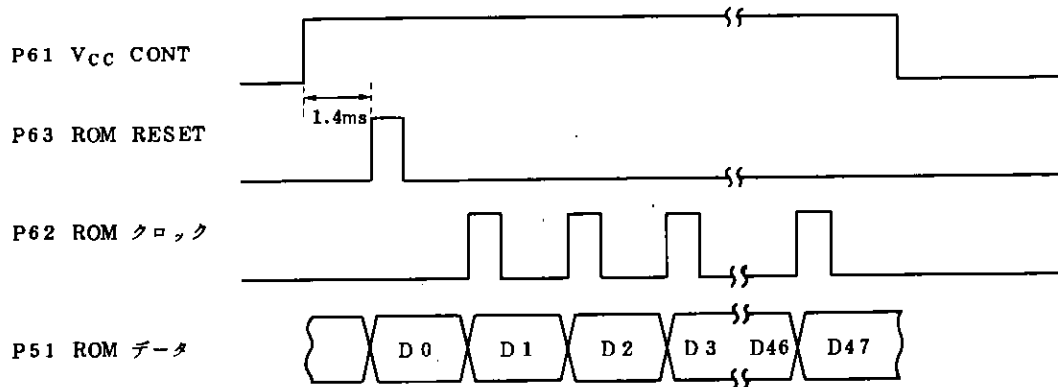 P61 VCC CONT
1.4ms
P63 ROM RESET
P62 ROM クロック
P51 ROM データ
D0 D1 D2 D3 D46 D47